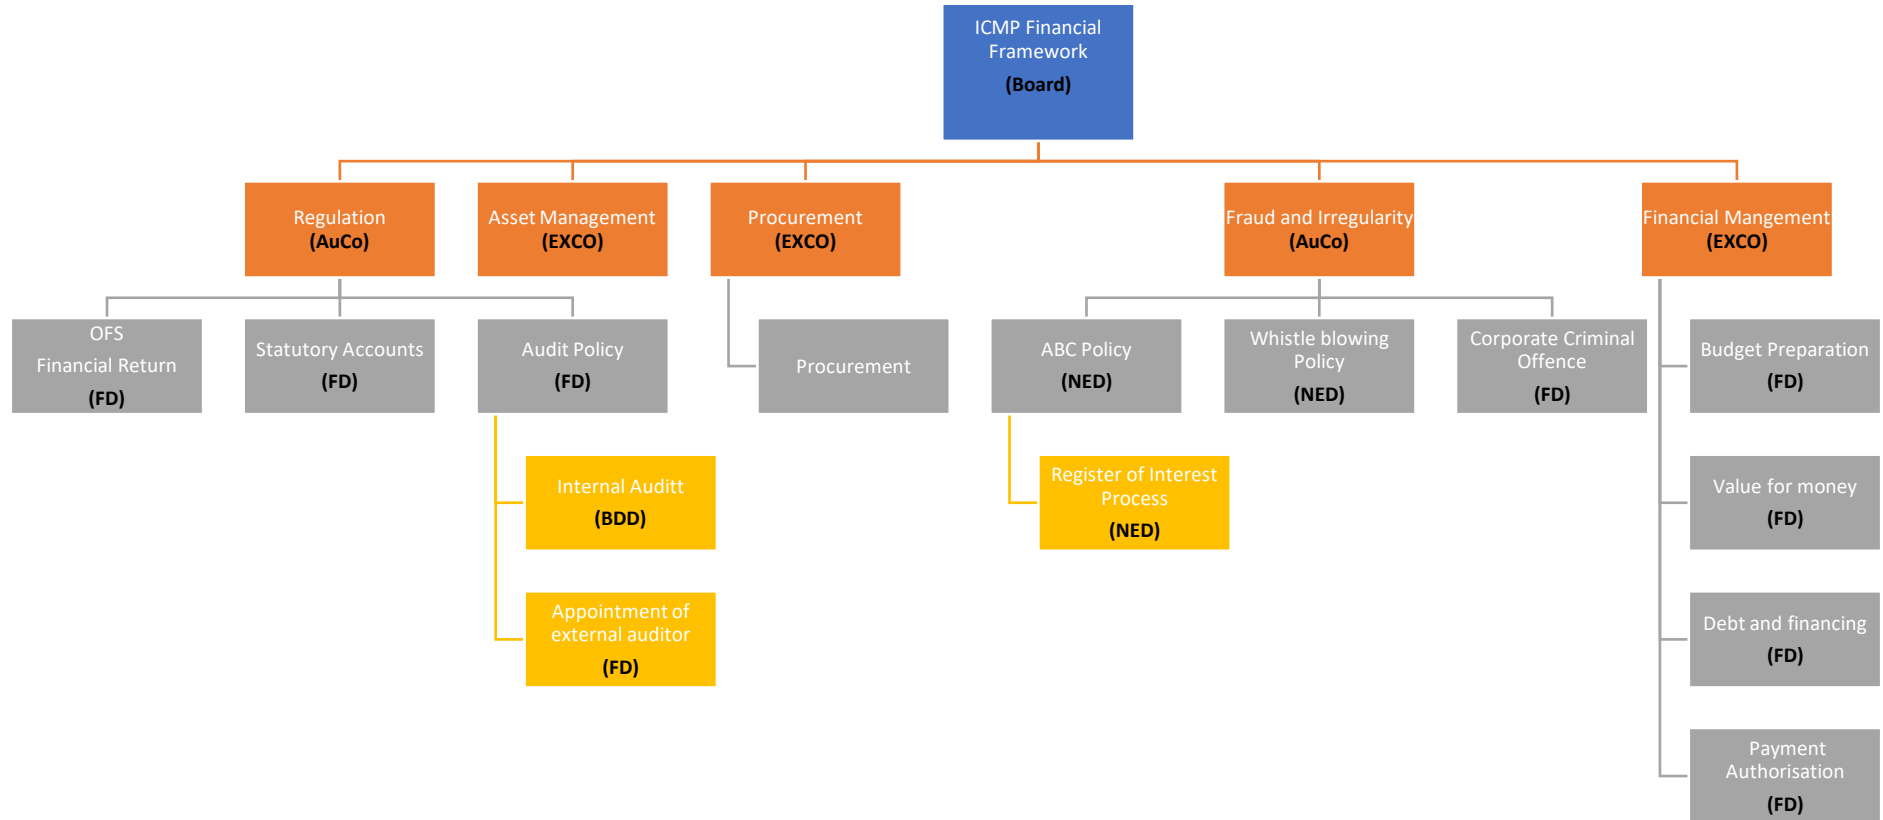 ICMP Financial
Framework
(Board)
Regulation
(AuCo)
Asset Management
(EXCO)
Procurement
(EXCO)
Fraud and Irregularity
(AuCo)
Financial Mangement
(EXCO)
OFS
Financial Return
(FD)
Statutory Accounts
(FD)
Audit Policy
(FD)
Procurement
ABC Policy
(NED)
Whistle blowing
Policy
(NED)
Corporate Criminal
Offence
(FD)
Budget Preparation
(FD)
Internal Auditt
(BDD)
Register of Interest
Process
(NED)
Value for money
(FD)
Appointment of
external auditor
(FD)
Debt and financing
(FD)
Payment
Authorisation
(FD)